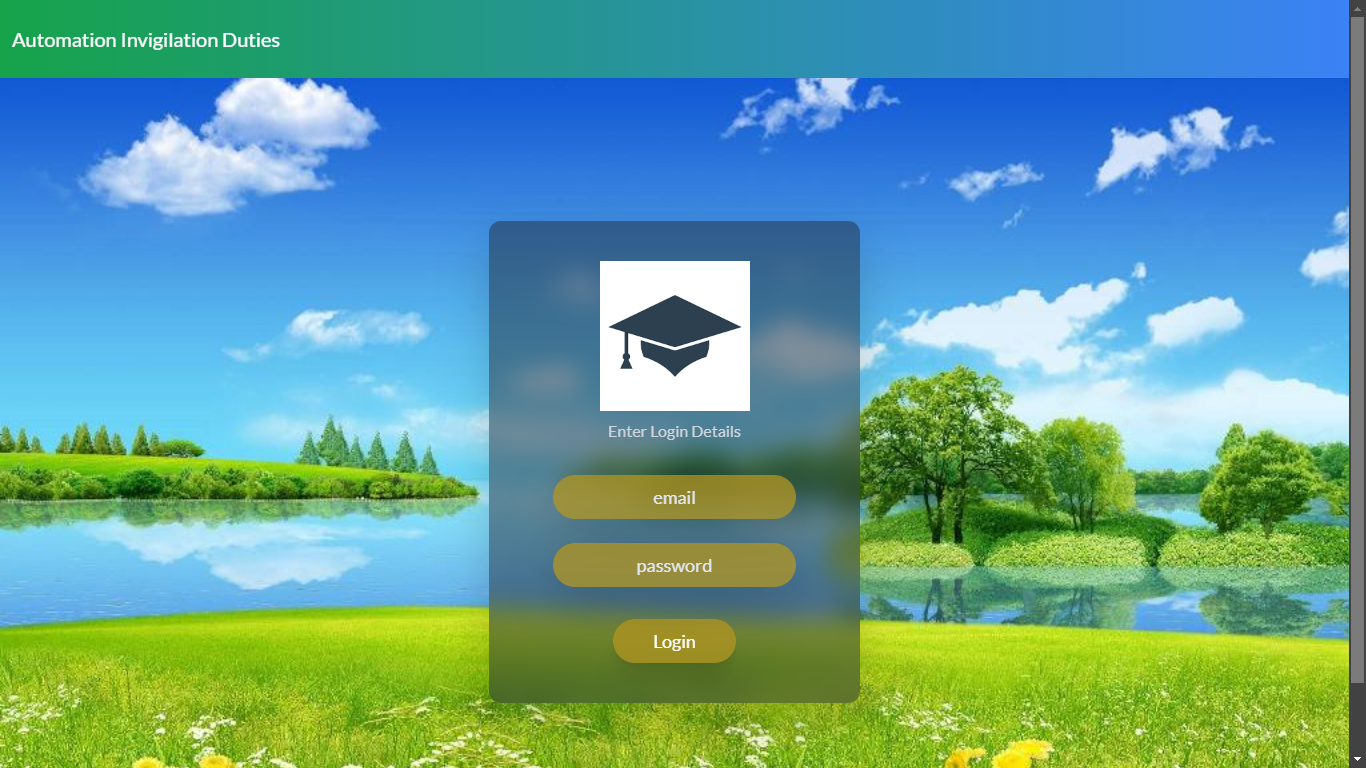 Automation Invigilation Duties
Enter Login Details
email
password
Login